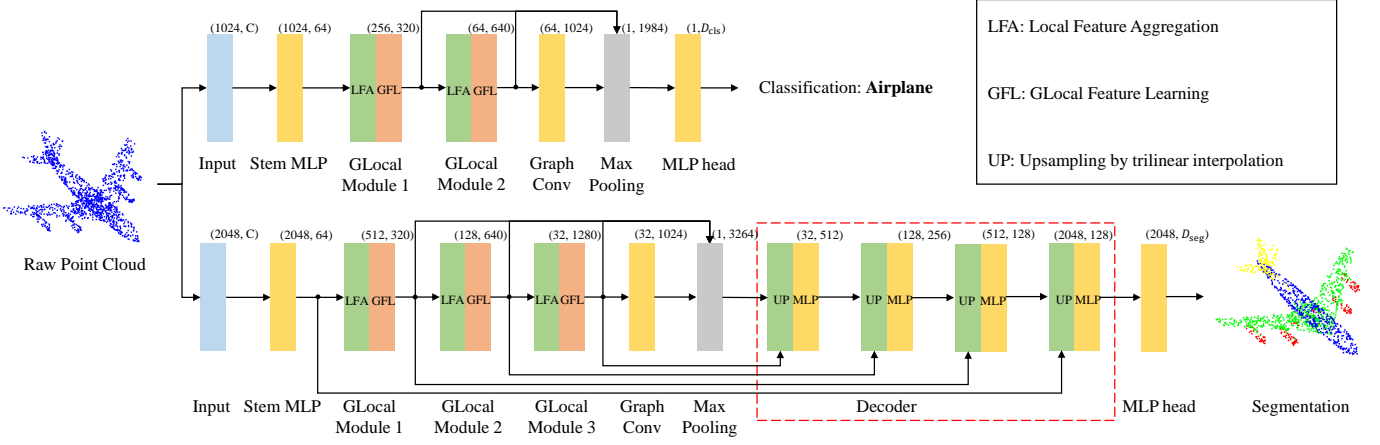 (1024, C)
(1024, 64)
(256, 320)
(64, 640)
(64, 1024)
(1, 1984)
(1,Dcls)
LFA GFL
LFA GFL
Classification: Airplane
Input
Stem MLP
GLocal
Module 1
GLocal
Module 2
Graph
Conv
Max
Pooling
MLP head
LFA: Local Feature Aggregation
GFL: GLocal Feature Learning
UP: Upsampling by trilinear interpolation
Raw Point Cloud
(2048, C)
(2048, 64)
(512, 320)
(128, 640)
(32, 1280)
(32, 1024)
(1, 3264)
(32, 512)
(128, 256)
(512, 128)
(2048, 128)
(2048, Dseg)
LFA GFL
LFA GFL
LFA GFL
UP MLP
UP MLP
UP MLP
UP MLP
Input
Stem MLP
GLocal
Module 1
GLocal
Module 2
GLocal
Module 3
Graph
Conv
Max
Pooling
Decoder
MLP head
Segmentation